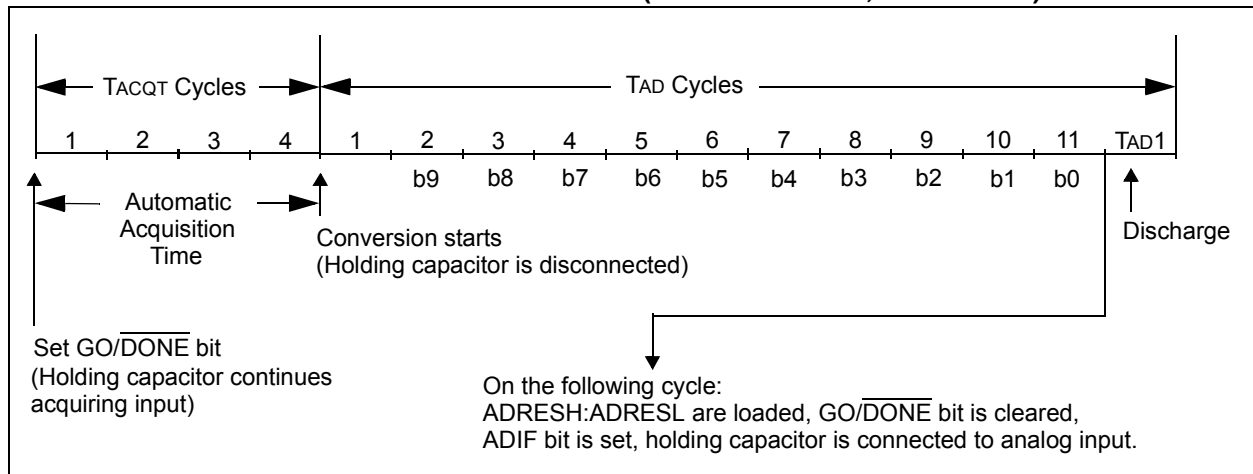 TACQT Cycles
TAD Cycles
1 2 3 4 1 2 3 4 5 6 7 8 9 10 11 TAD1
b9 b8 b7 b6 b5 b4 b3 b2 b1 b0
Automatic
Acquisition
Time
Conversion starts
(Holding capacitor is disconnected)
Discharge
Set GO/DONE bit
(Holding capacitor continues
acquiring input)
On the following cycle:
ADRESH:ADRESL are loaded, GO/DONE bit is cleared,
ADIF bit is set, holding capacitor is connected to analog input.